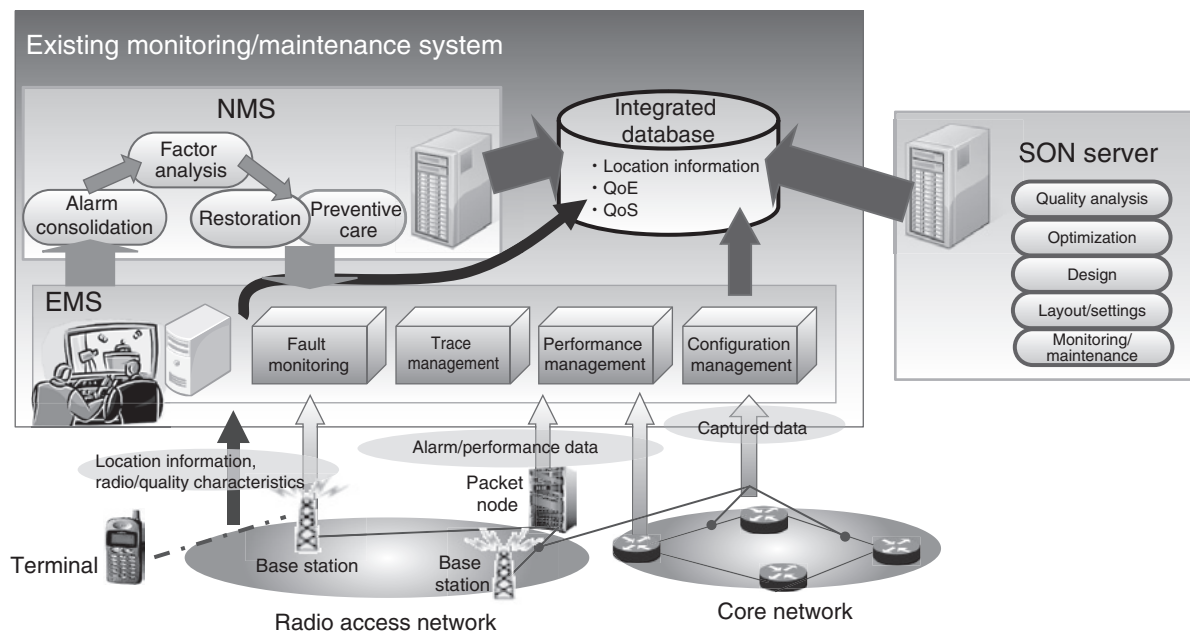 Existing monitoring/maintenance system
NMS
Factor
analysis
Alarm
consolidation
Restoration
Preventive
care
Integrated
database
· Location information
· QoE
· QoS
SON server
Quality analysis
Optimization
Design
Layout/settings
Monitoring/
maintenance
EMS
Fault
monitoring
Trace
management
Performance
management
Configuration
management
Location information,
radio/quality characteristics
Alarm/performance data
Captured data
Packet
node
Terminal
Base station
Base
station
Radio access network
Core network